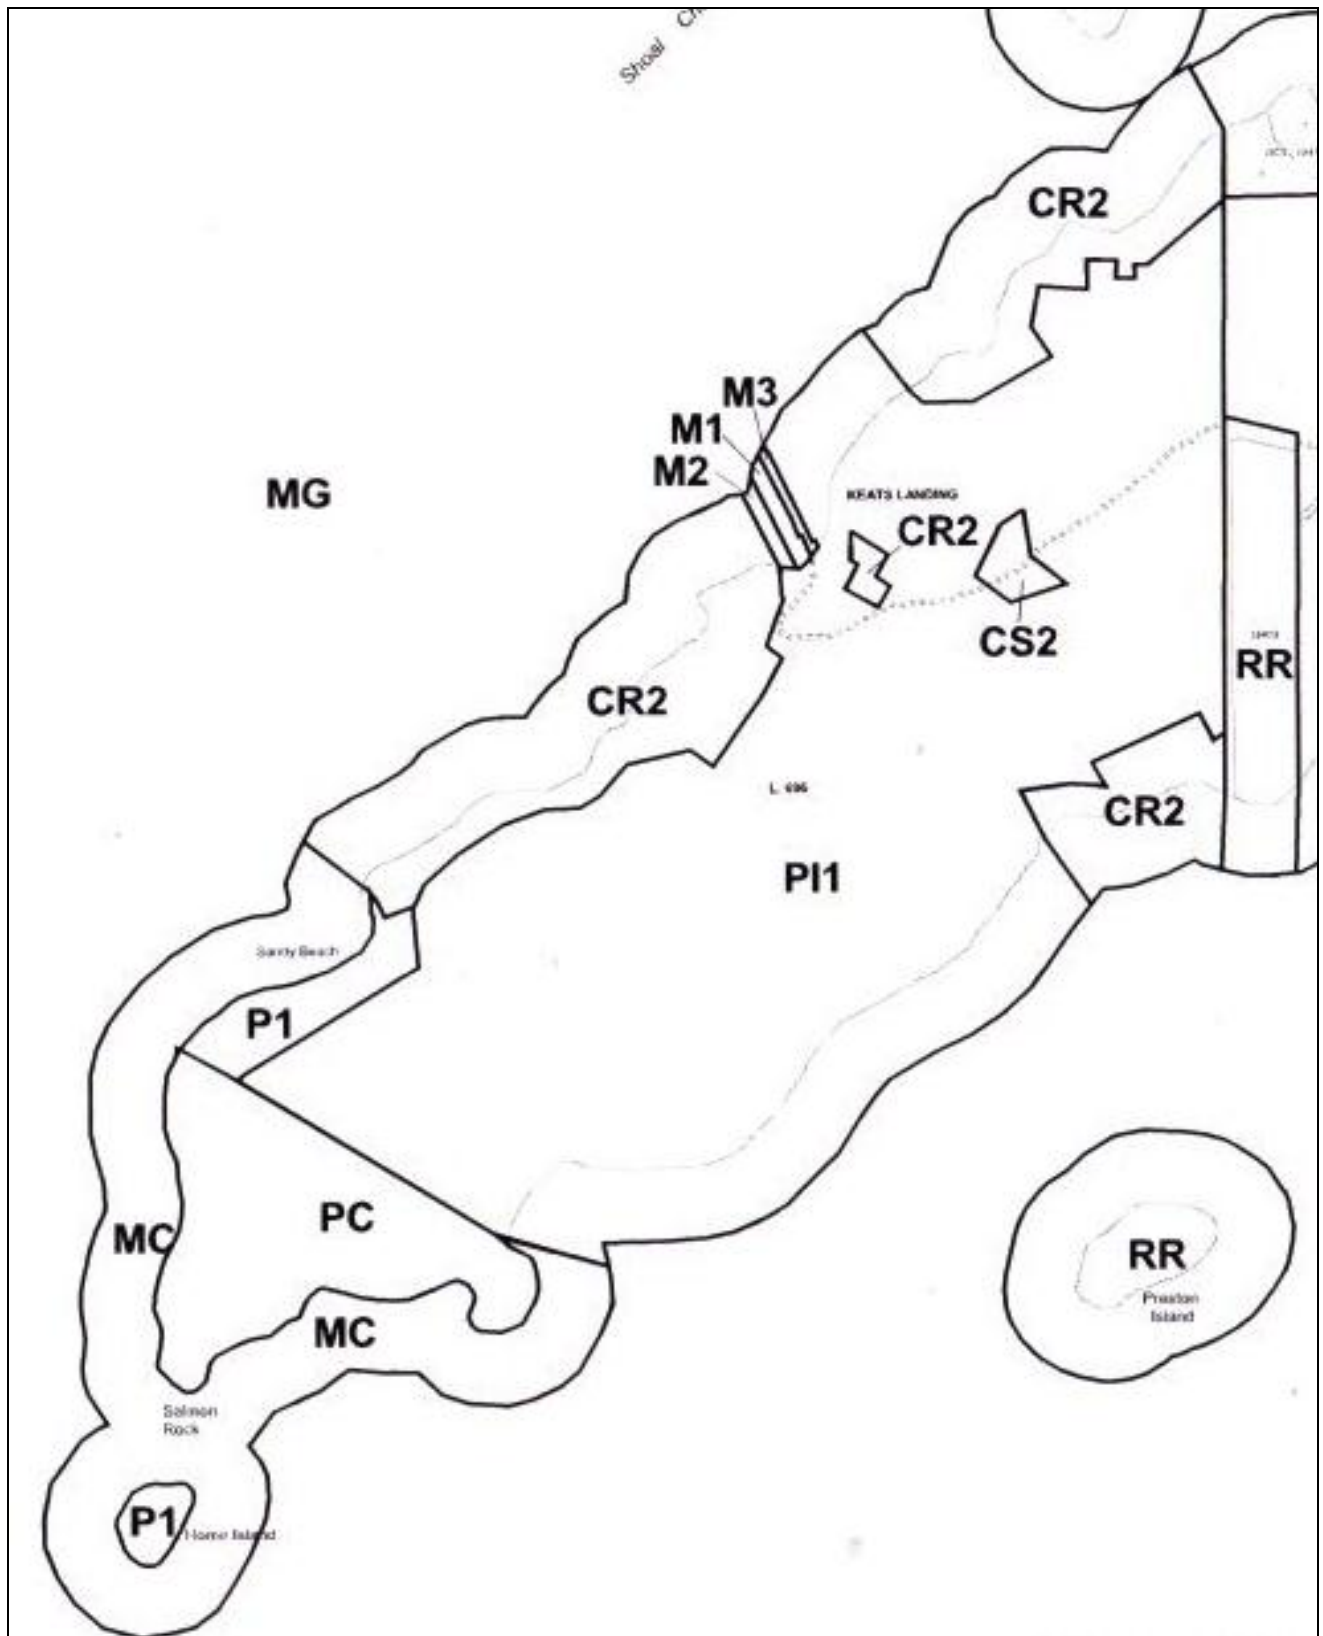 Shoal
CR2
M3
M1
M2
MG
KEATS LANDING
CR2
CS2
RR
CR2
L. 696
CR2
PI1
Sandy Beach
P1
PC
MC
RR
MC
Preston
Island
Salmon
Rock
P1
Home Island